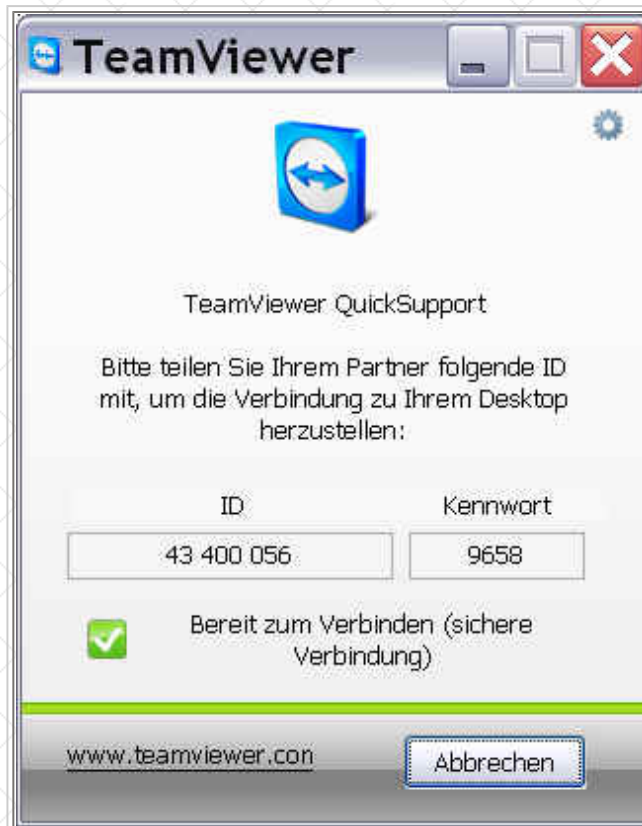 TeamViewer
TeamViewer QuickSupport
Bitte teilen Sie Ihrem Partner folgende ID
mit, um die Verbindung zu Ihrem Desktop
herzustellen:
ID Kennwort
43 400 056 9658
Bereit zum Verbinden (sichere
Verbindung)
www.teamviewer.con Abbrechen